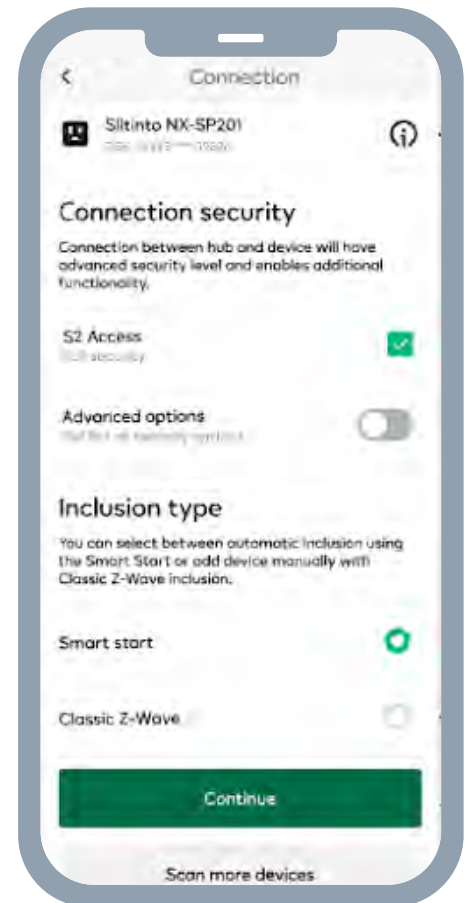 Connection
Siltinto NX-SP201
Connection security
Connection between hub and device will have
advanced security level and enables additional
functionality.
S2 Access
Advanced options
Inclusion type
You can select between automatic inclusion using
the Smart Start or add device manually with
Classic Z-Wave inclusion.
Smart start
Classic Z-Wave
Continue
Scan more devices